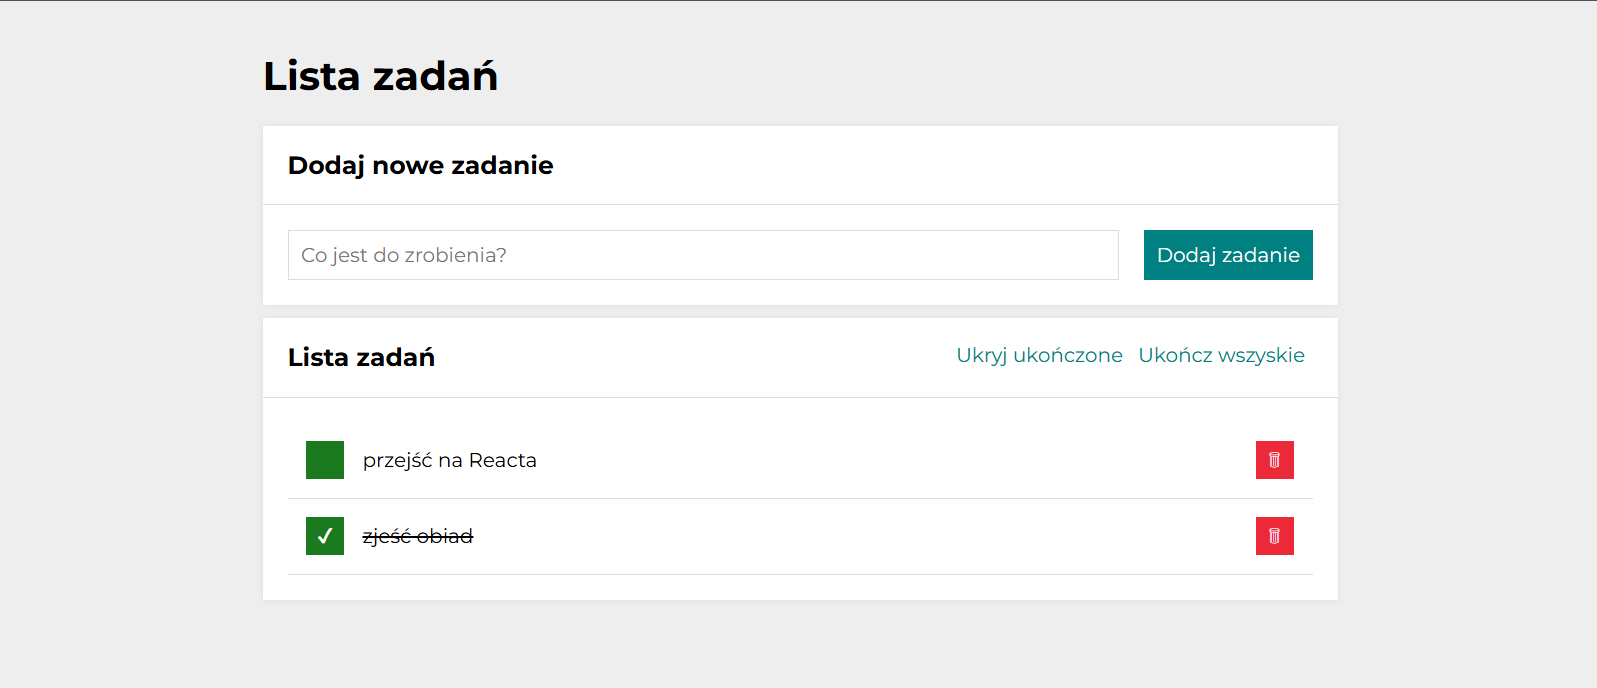 Lista zadań
Dodaj nowe zadanie
Co jest do zrobienia?
Dodaj zadanie
Lista zadań
Ukryj ukończone
Ukończ wszyskie
przejść na Reacta
zjeść obiad